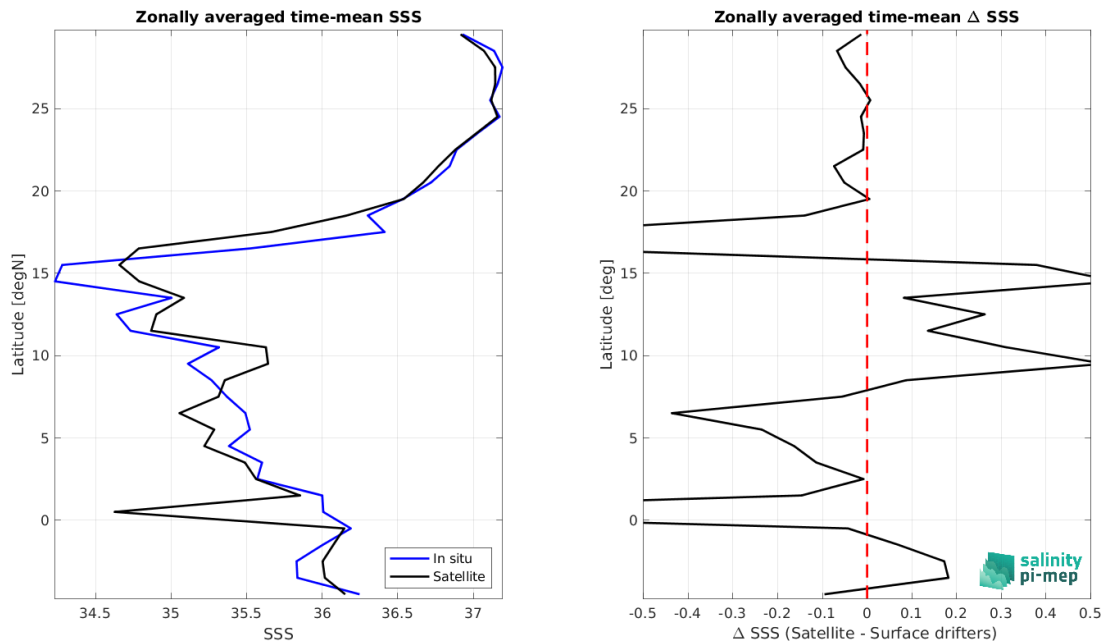 Zonally averaged time-mean SSS
Latitude [degN]
25
20
15
10
5
0
34.5 35 35.5 36 36.5 37
SSS
In situ
Satellite
Zonally averaged time-mean Δ SSS
Latitude [deg]
25
20
15
10
5
0
-0.5 -0.4 -0.3 -0.2 -0.1 0 0.1 0.2 0.3 0.4 0.5
Δ SSS (Satellite - Surface drifters)
salinity
pi-mep